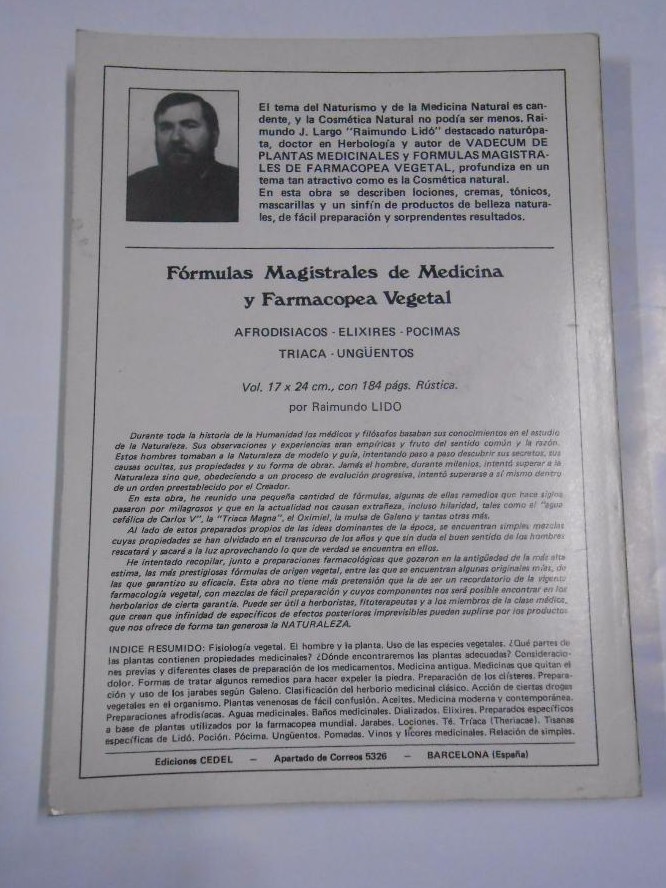 El tema del Naturismo y de la Medicina Natural es can-
dente, y la Cosmética Natural no podía ser menos. Rai-
mundo J. Largo "Raimundo Lidó" destacado naturópa-
ta, doctor en Herbología y autor de VADECUM DE
PLANTAS MEDICINALES y FORMULAS MAGISTRA-
LES DE FARMACOPEA VEGETAL, profundiza en un
tema tan atractivo como es la Cosmética natural.
En esta obra se describen lociones, cremas, tónicos,
mascarillas y un sinfín de productos de belleza natura-
les, de fácil preparación y sorprendentes resultados.
Fórmulas Magistrales de Medicina
y Farmacopea Vegetal
AFRODISIACOS - ELIXIRES - POCIMAS
TRIACA - UNGÜENTOS
Vol. 17 x 24 cm., con 184 págs. Rústica.
por Raimundo LIDO
Durante toda la historia de la Humanidad los médicos y filósofos basaban sus conocimientos en el estudio
de la Naturaleza. Sus observaciones y experiencias eran empíricas y fruto del sentido común y la razón.
Estos hombres tomaban a la Naturaleza de modelo y guía, intentando paso a paso descubrir sus secretos, sus
causas ocultas, sus propiedades y su forma de obrar. Jamás el hombre, durante milenios, intentó superar a la
Naturaleza sino que, obedeciendo a un proceso de evolución progresiva, intentó superarse a sí mismo dentro
de un orden preestablecido por el Creador.
En esta obra, he reunido una pequeña cantidad de fórmulas, algunas de ellas remedios que hace siglos
pasaron por milagrosos y que en la actualidad nos causan extrañeza, incluso hilaridad, tales como el "agua
cefálica de Carlos V", la "Triaca Magna", el Oximiel, la mulsa de Galeno y tantas otras más.
Al lado de estos preparados propios de las ideas dominantes de la época, se encuentran simples mezclas
cuyas propiedades se han olvidado en el transcurso de los años y que sin duda el buen sentido de los hombres
rescatará y sacará a la luz aprovechando lo que de verdad se encuentra en ellos.
He intentado recopilar, junto a preparaciones farmacológicas que gozaron en la antigüedad de la más alta
estima, las más prestigiosas fórmulas de origen vegetal, entre las que se encuentran algunas originales mías, de
las que garantizo su eficacia. Esta obra no tiene más pretensión que la de ser un recordatorio de la vigente
farmacología vegetal, con mezclas de fácil preparación y cuyos componentes nos será posible encontrar en los
herbolarios de cierta garantía. Puede ser útil a herboristas, fitoterapeutas y a los miembros de la clase médica,
que crean que infinidad de específicos de efectos posteriores imprevisibles pueden suplirse por los productos
que nos ofrece de forma tan generosa la NATURALEZA.
INDICE RESUMIDO: Fisiología vegetal. El hombre y la planta. Uso de las especies vegetales. ¿Qué partes de
las plantas contienen propiedades medicinales? ¿Dónde encontraremos las plantas adecuadas? Consideracio-
nes previas y diferentes clases de preparación de los medicamentos. Medicina antigua. Medicinas que quitan el
dolor. Formas de tratar algunos remedios para hacer expeler la piedra. Preparación de los clísteres. Prepara-
ción y uso de los jarabes según Galeno. Clasificación del herborio medicinal clásico. Acción de ciertas drogas
vegetales en el organismo. Plantas venenosas de fácil confusión. Aceites. Medicina moderna y contemporánea.
Preparaciones afrodisíacas. Aguas medicinales. Baños medicinales. Dializados. Elixires. Preparados específicos
a base de plantas utilizados por la farmacopea mundial. Jarabes. Lociones. Té. Tríaca (Theriacae). Tisanas
específicas de Lidó. Poción. Pócima. Ungüentos. Pomadas. Vinos y licores medicinales. Relación de simples.
Ediciones CEDEL — Apartado de Correos 5326 — BARCELONA (España)